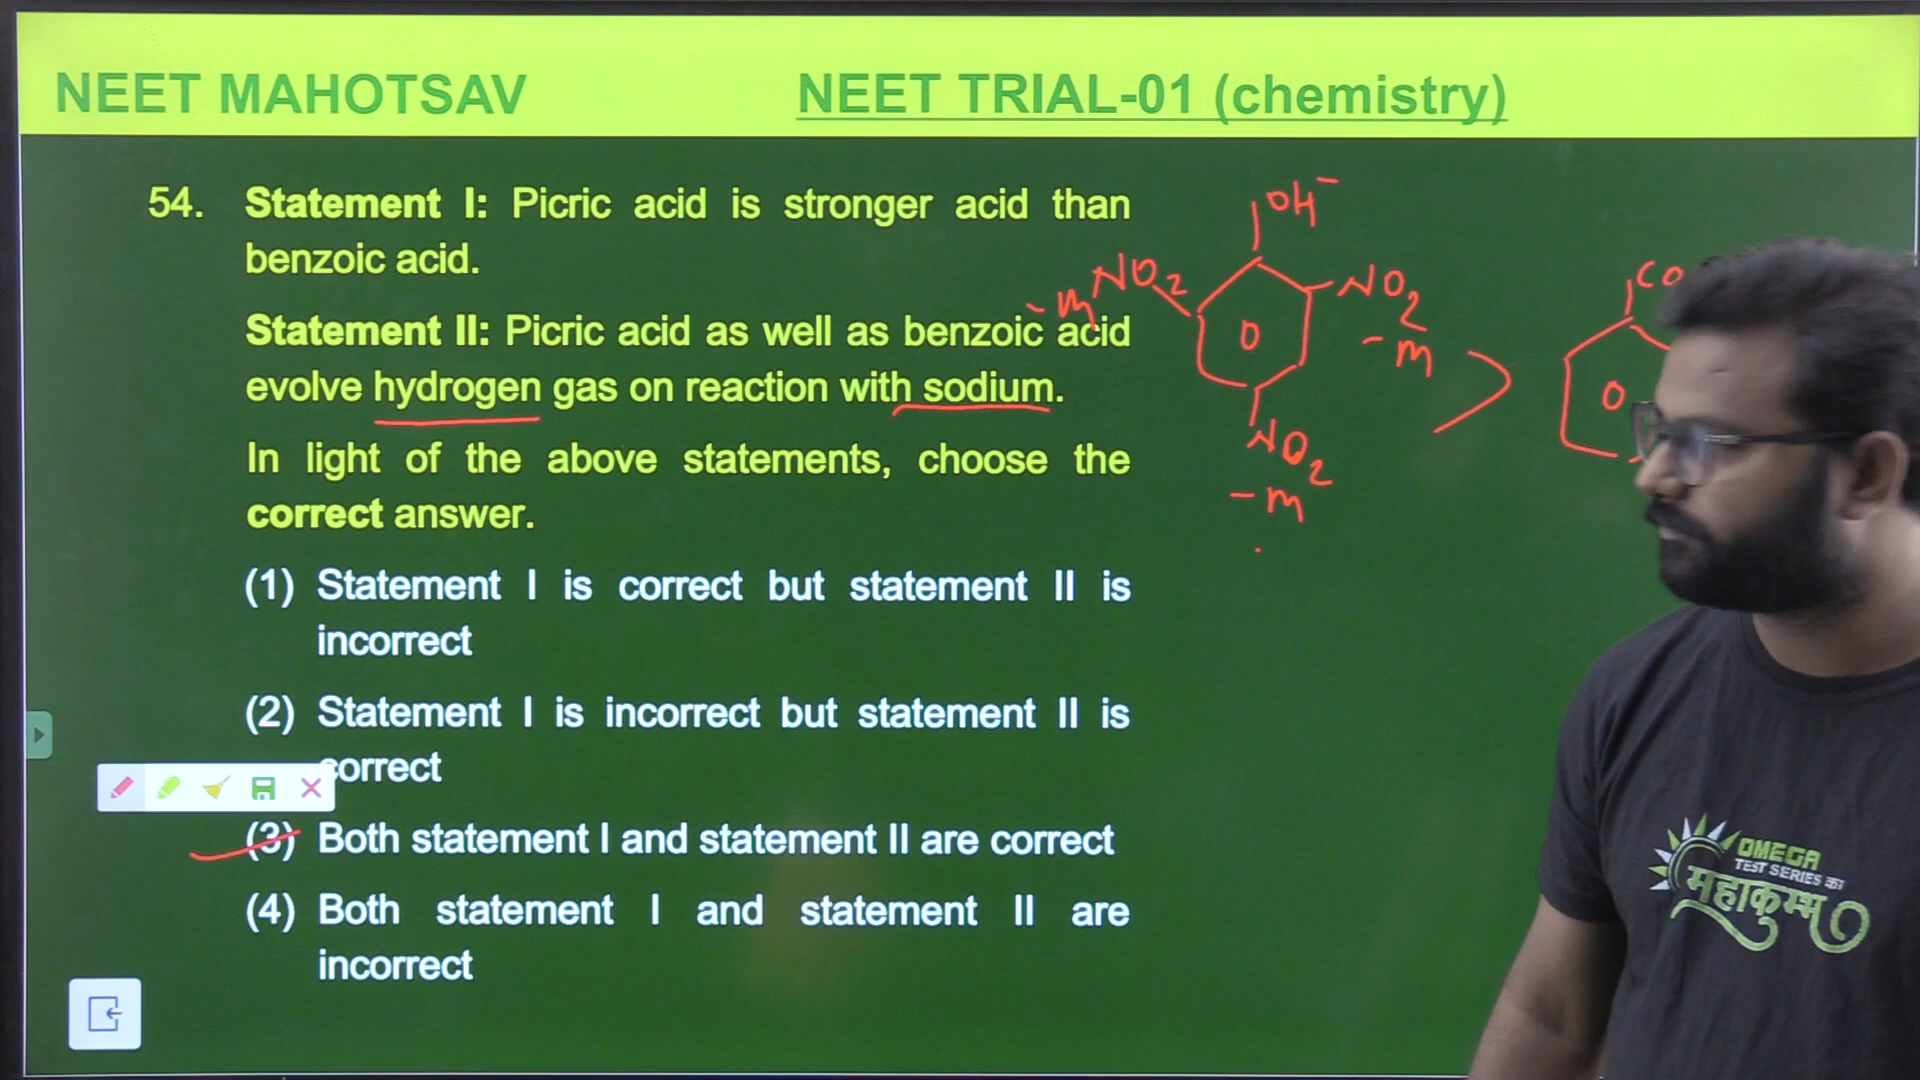 NEET MAHOTSAV
NEET TRIAL-01 (chemistry)
54. Statement I: Picric acid is stronger acid than
benzoic acid.
Statement II: Picric acid as well as benzoic acid
evolve hydrogen gas on reaction with sodium.
In light of the above statements, choose the
correct answer.
(1) Statement I is correct but statement II is
incorrect
(2) Statement I is incorrect but statement II is
correct
(3) Both statement I and statement II are correct
(4) Both statement I and statement II are
incorrect
OH⁻
NO₂
-m
NO₂
-m
NO₂
-m
CO
OMEGA
TEST SERIES का
महाकुम्भ